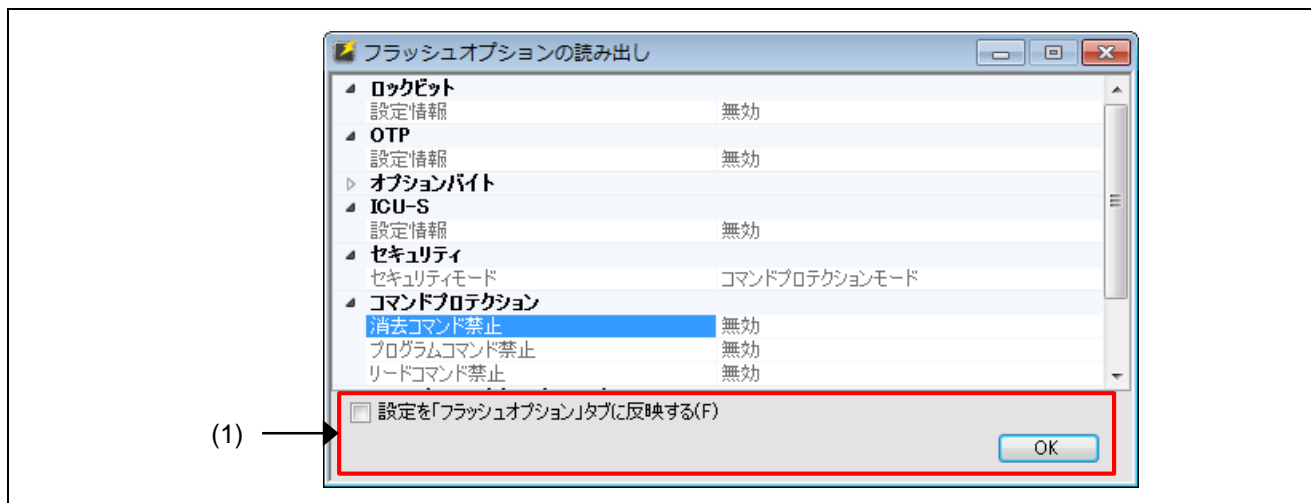 フラッシュオプションの読み出し
ロックビット
設定情報 無効
OTP
設定情報 無効
オプションバイト
ICU-S
設定情報 無効
セキュリティ
セキュリティモード コマンドプロテクションモード
コマンドプロテクション
消去コマンド禁止 無効
プログラムコマンド禁止 無効
リードコマンド禁止 無効
設定を「フラッシュオプション」タブに反映する(F)
(1)
OK